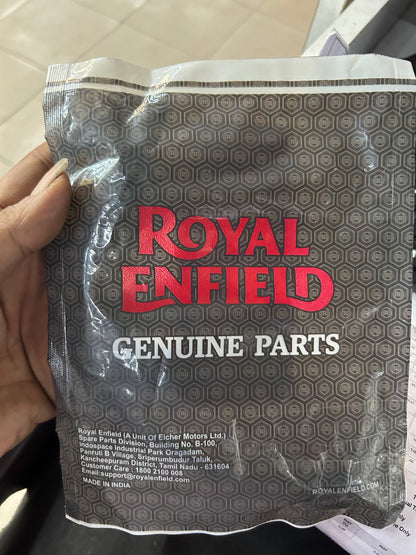 ROYAL
ENFIELD
GENUINE PARTS
Royal Enfield (A Unit Of Eicher Motors Ltd.)
Spare Parts Division, Building No. B-100,
Indospace Industrial Park Oragadam,
Panruti B Village, Sriperumbudur Taluk,
Kancheepuram District, Tamil Nadu - 631604
Customer Care : 1800 2100 008
Email:support@royalenfield.com
MADE IN INDIA
ROYALENFIELD.COM